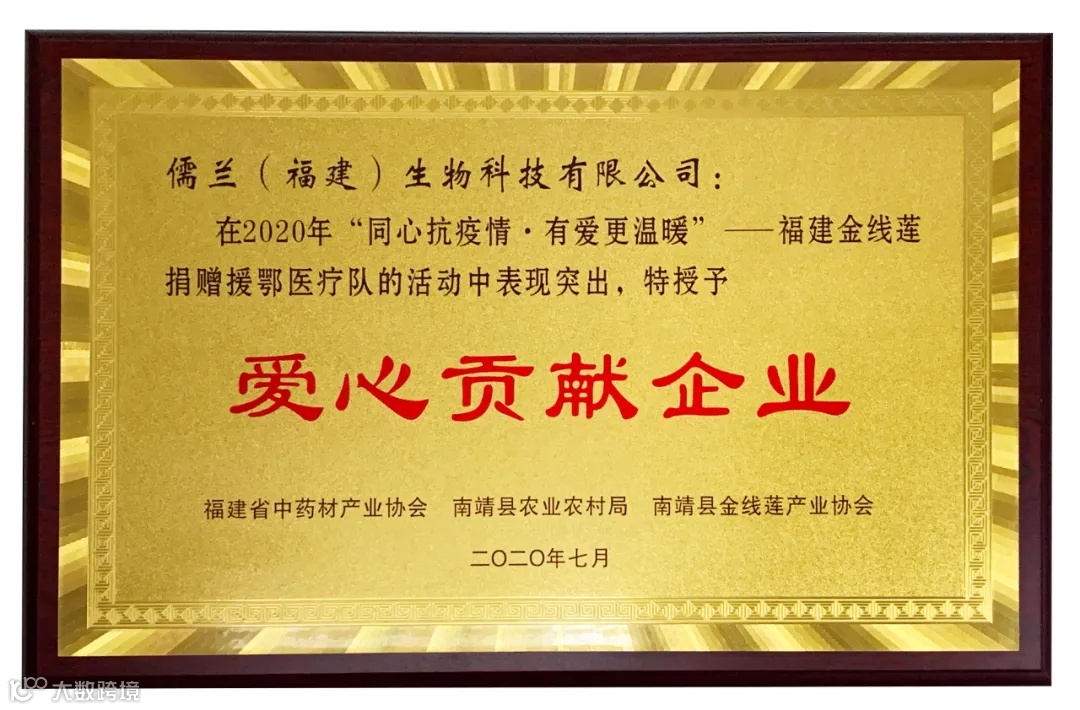 儒兰（福建）生物科技有限公司：
在2020年“同心抗疫情·有爱更温暖”——福建金线莲
捐赠援鄂医疗队的活动中表现突出，特授予
爱心贡献企业
福建省中药材产业协会 南靖县农业农村局 南靖县金线莲产业协会
二〇二〇年七月
大数跨境